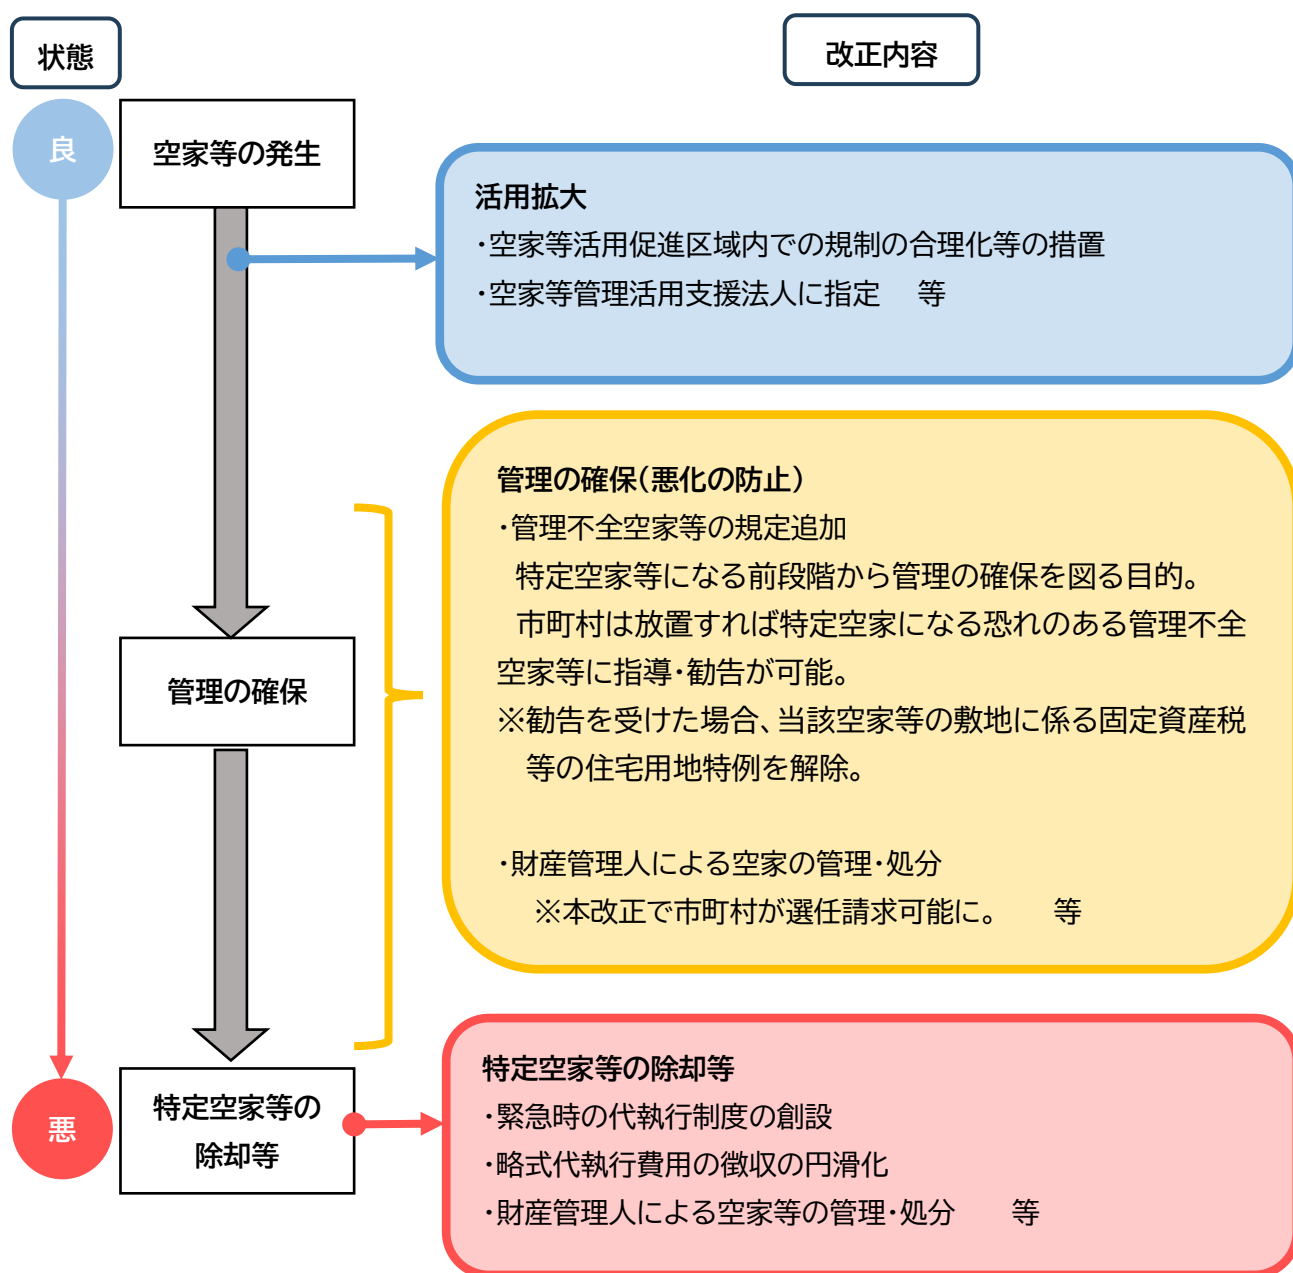 状態
改正内容
良
空家等の発生
活用拡大
・空家等活用促進区域内での規制の合理化等の措置
・空家等管理活用支援法人に指定　等
管理の確保（悪化の防止）
・管理不全空家等の規定追加
特定空家等になる前段階から管理の確保を図る目的。
市町村は放置すれば特定空家になる恐れのある管理不全
空家等に指導・勧告が可能。
※勧告を受けた場合、当該空家等の敷地に係る固定資産税
等の住宅用地特例を解除。
・財産管理人による空家の管理・処分
※本改正で市町村が選任請求可能に。　等
管理の確保
悪
特定空家等の
除却等
特定空家等の除却等
・緊急時の代執行制度の創設
・略式代執行費用の徴収の円滑化
・財産管理人による空家等の管理・処分　等